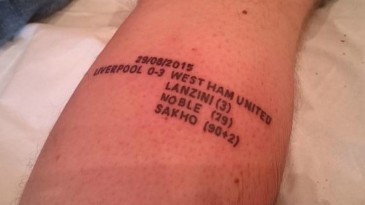 29/08/2015
LIVERPOOL 0-3 WEST HAM UNITED
LANZINI (3)
NOBLE (29)
SAKHO (90+2)